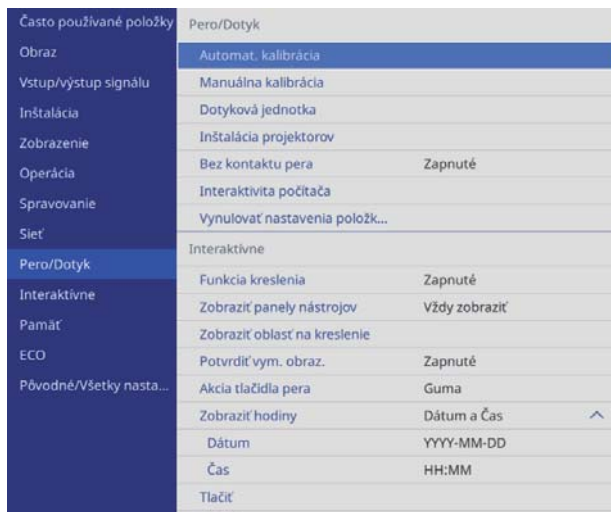 Často používané položky
Obraz
Vstup/výstup signálu
Inštalácia
Zobrazenie
Operácia
Spravovanie
Sieť
Pero/Dotyk
Interaktívne
Pamäť
ECO
Pôvodné/Všetky nasta...
Pero/Dotyk
Automat. kalibrácia
Manuálna kalibrácia
Dotyková jednotka
Inštalácia projektorov
Bez kontaktu pera Zapnuté
Interaktivita počítača
Vynulovať nastavenia položk...
Interaktívne
Funkcia kreslenia Zapnuté
Zobraziť panely nástrojov Vždy zobraziť
Zobraziť oblasť na kreslenie
Potvrdiť vym. obraz. Zapnuté
Akcia tlačidla pera Guma
Zobraziť hodiny Dátum a Čas
Dátum YYYY-MM-DD
Čas HH:MM
Tlačiť